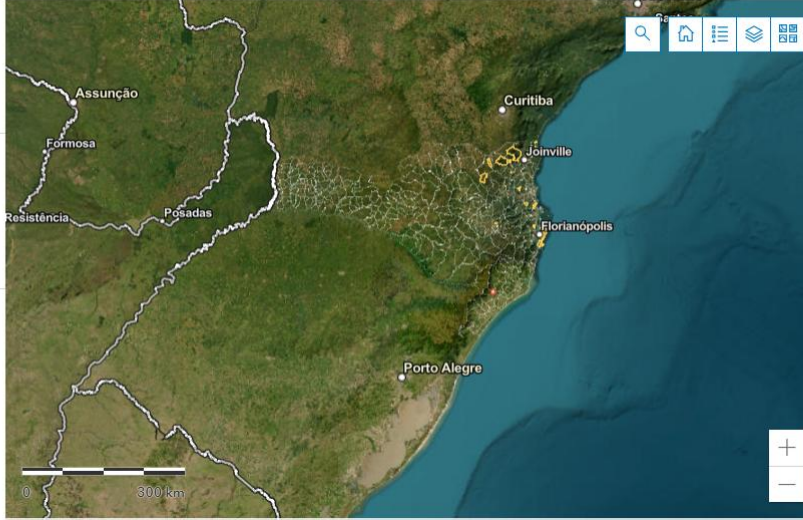 Curitiba
Assunção
Formosa
Joinville
Resistência
Posadas
Florianópolis
Porto Alegre
0 300 km